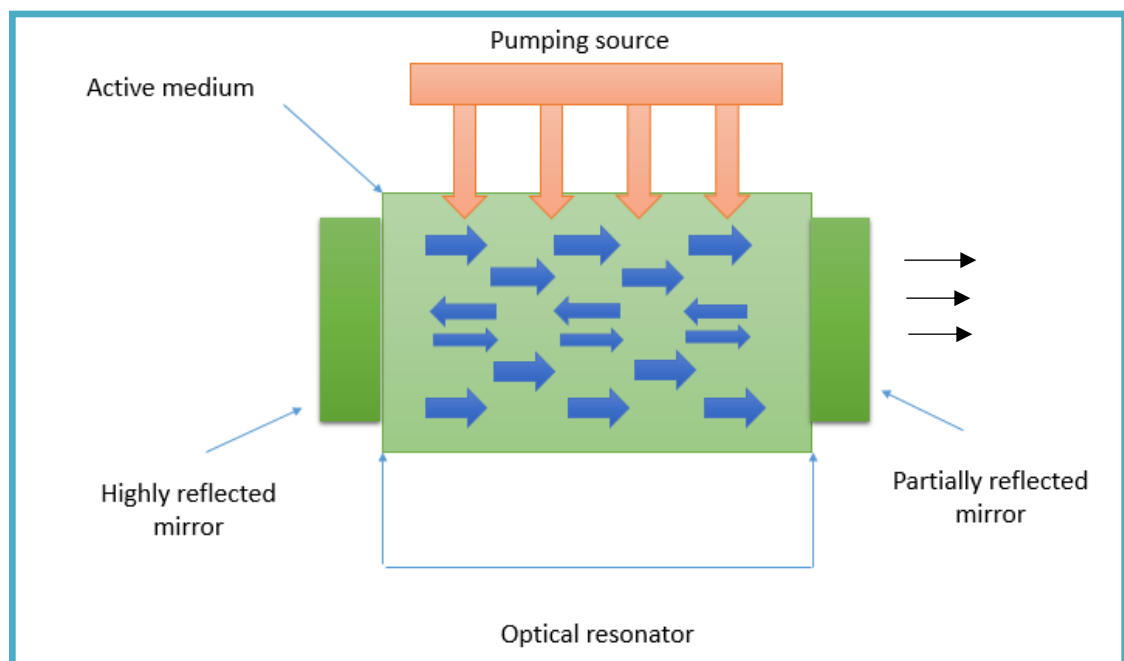 Pumping source
Active medium
Highly reflected
mirror
Partially reflected
mirror
Optical resonator